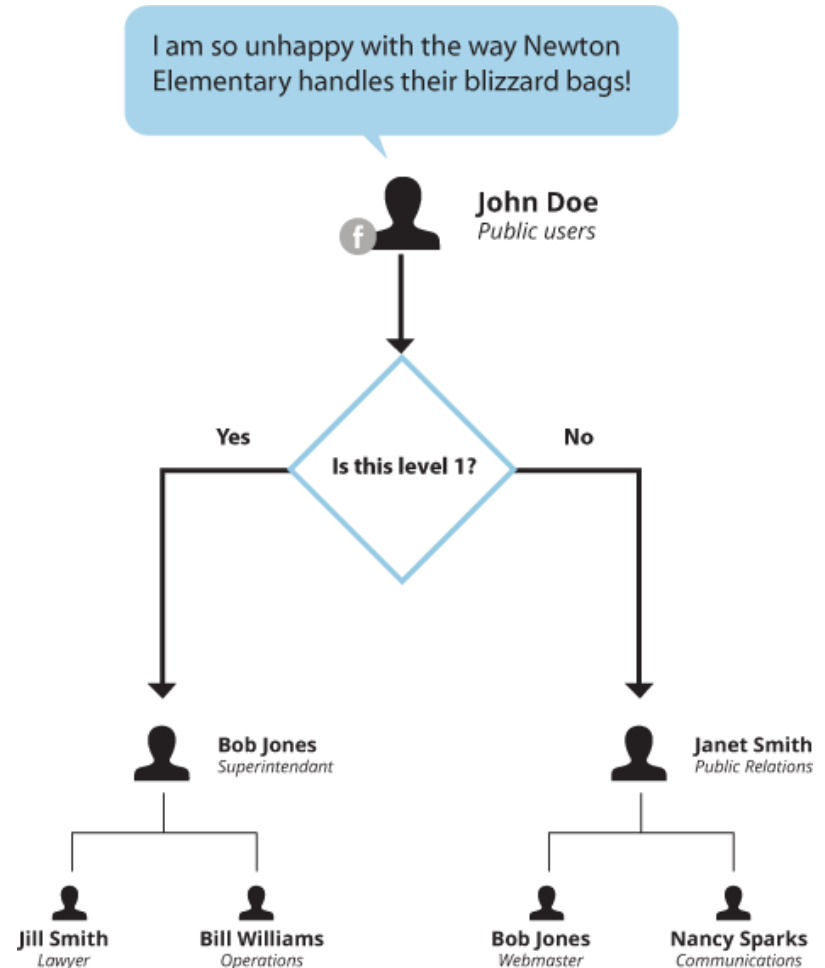 I am so unhappy with the way Newton
Elementary handles their blizzard bags!
f
John Doe
Public users
Yes
No
Is this level 1?
Bob Jones
Superintendant
Janet Smith
Public Relations
Jill Smith
Lawyer
Bill Williams
Operations
Bob Jones
Webmaster
Nancy Sparks
Communications